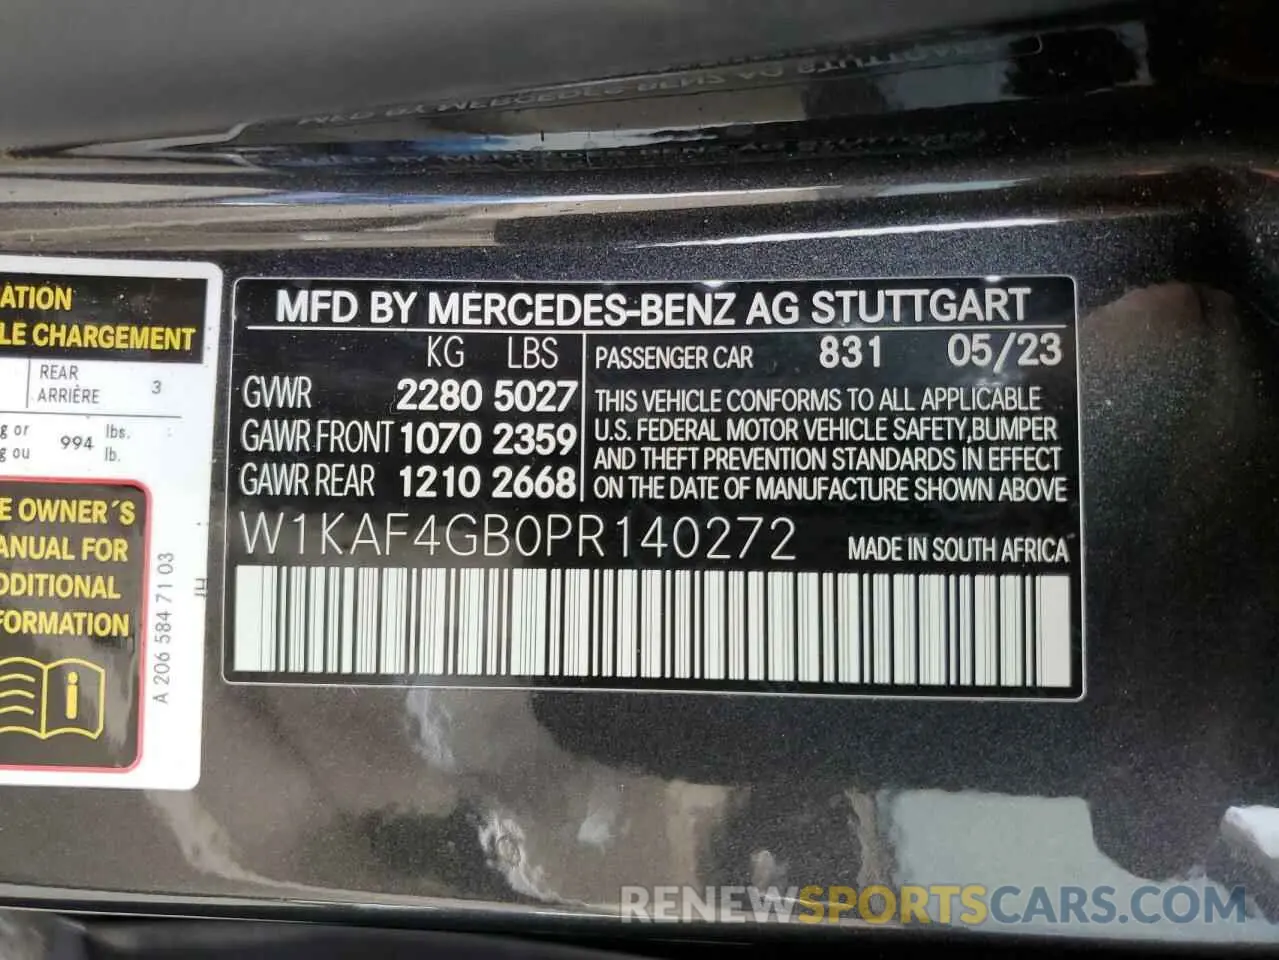 ATION
LE CHARGEMENT
REAR
ARRIÈRE 3
g or
g ou 994 lbs.
lb.
E OWNER´S
ANUAL FOR
DDITIONAL
FORMATION
A 206 584 71 03
MFD BY MERCEDES-BENZ AG STUTTGART
KG LBS
GVWR 2280 5027
GAWR FRONT 1070 2359
GAWR REAR 1210 2668
PASSENGER CAR 831 05/23
THIS VEHICLE CONFORMS TO ALL APPLICABLE
U.S. FEDERAL MOTOR VEHICLE SAFETY,BUMPER
AND THEFT PREVENTION STANDARDS IN EFFECT
ON THE DATE OF MANUFACTURE SHOWN ABOVE
W1KAF4GB0PR140272 MADE IN SOUTH AFRICA
RENEWSPORTSCARS.COM